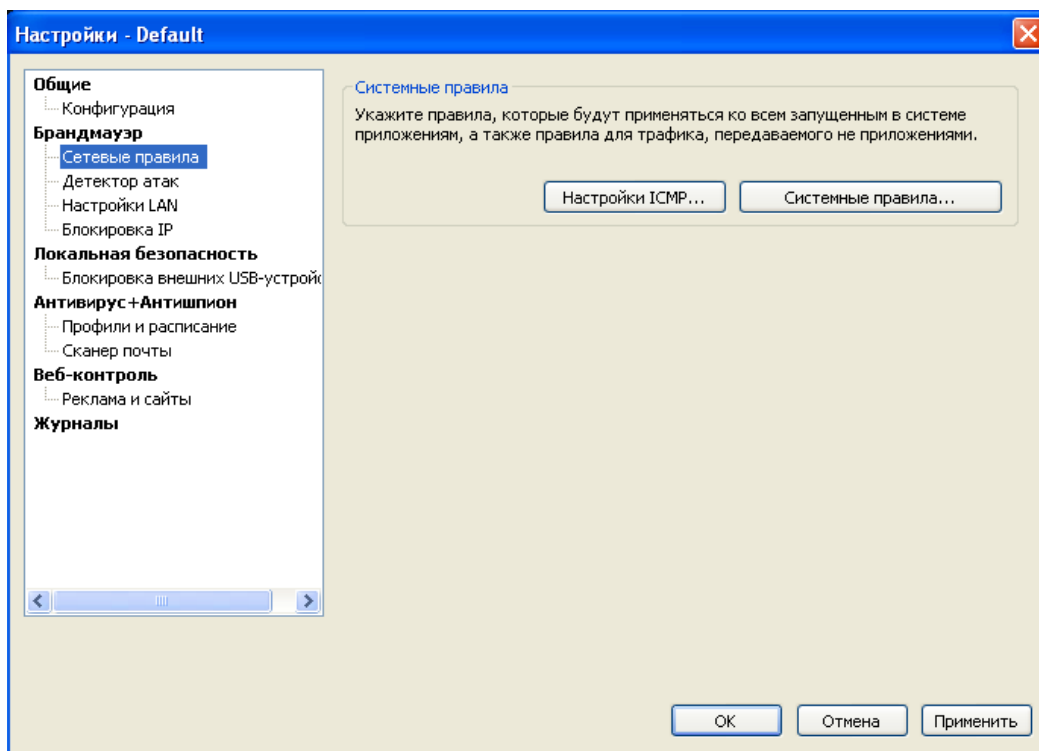 Настройки - Default
Общие
Конфигурация
Брандмауэр
Сетевые правила
Детектор атак
Настройки LAN
Блокировка IP
Локальная безопасность
Блокировка внешних USB-устройс
Антивирус+Антишпион
Профили и расписание
Сканер почты
Веб-контроль
Реклама и сайты
Журналы
Системные правила
Укажите правила, которые будут применяться ко всем запущенным в системе
приложениям, а также правила для трафика, передаваемого не приложениями.
Настройки ICMP... Системные правила...
ОК Отмена Применить